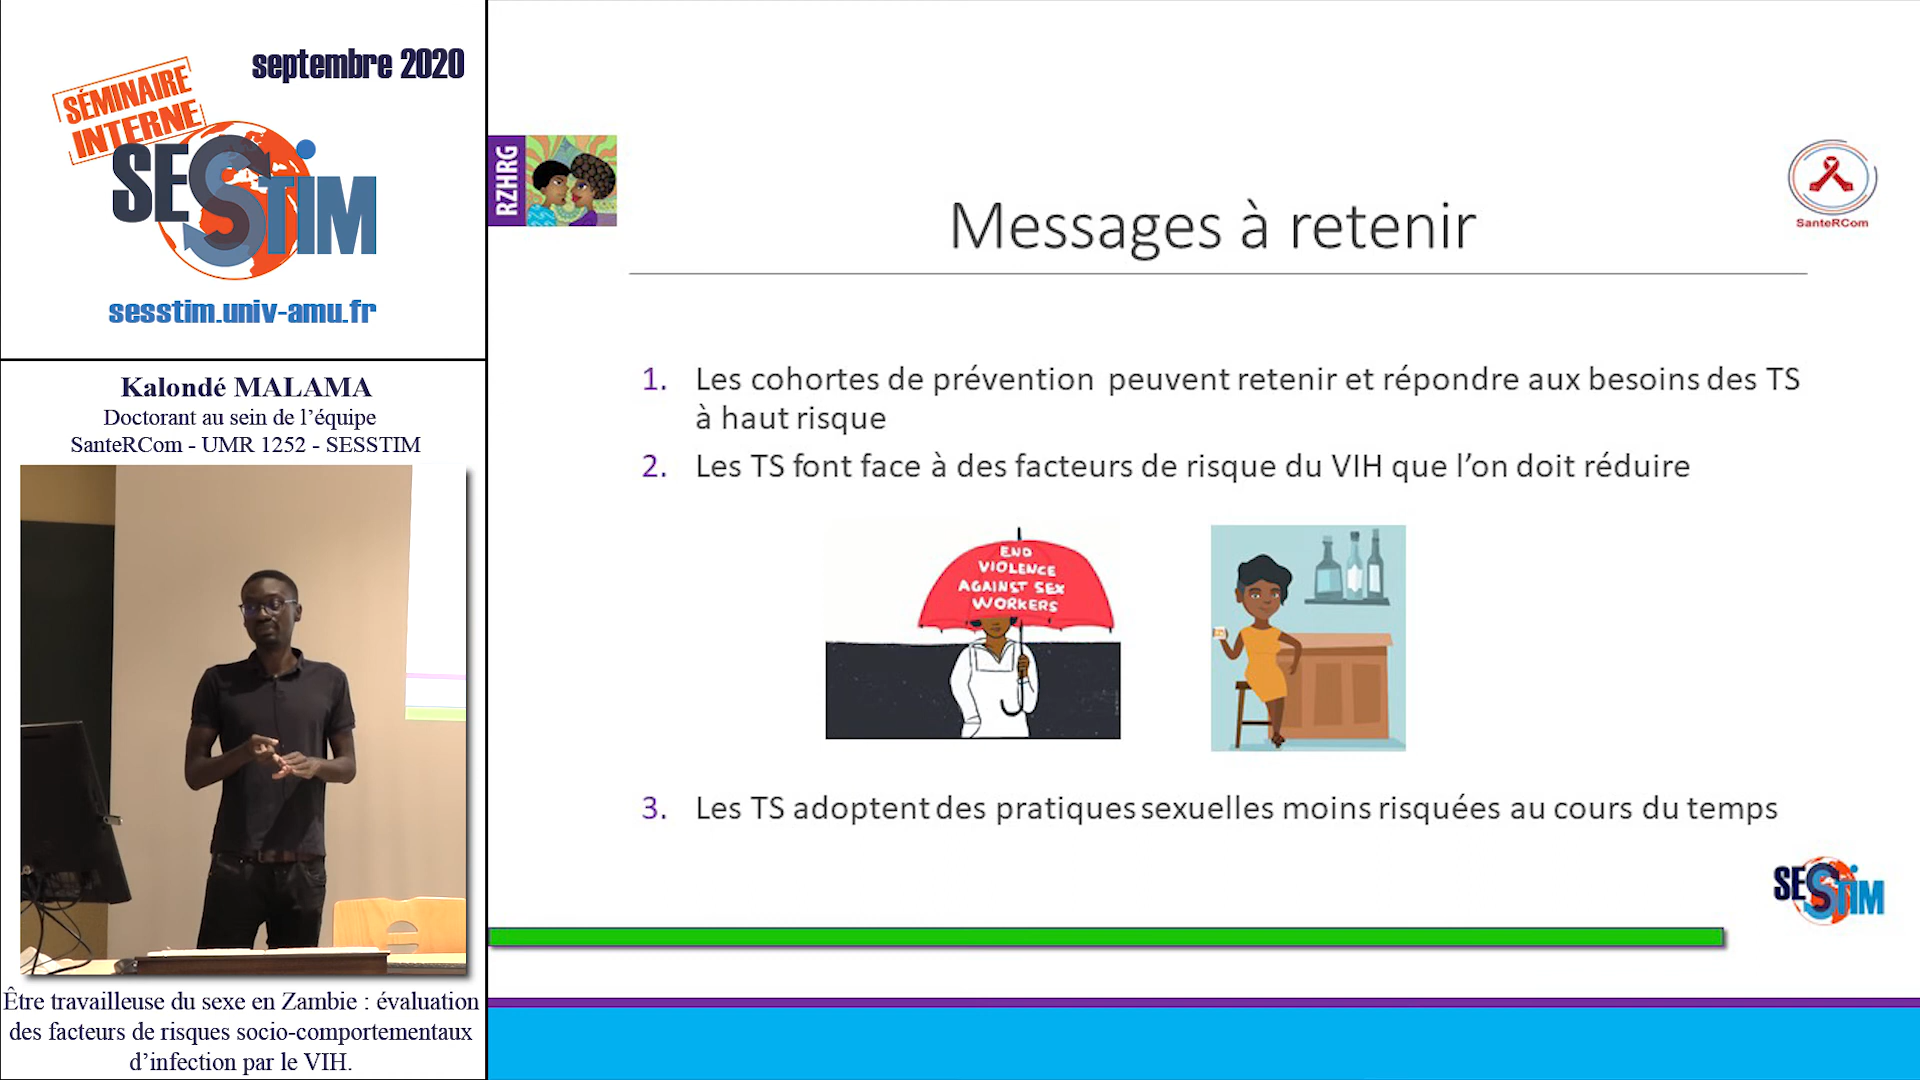 septembre 2020
SÉMINAIRE
INTERNE
SESSTIM
sesstim.univ-amu.fr
Kalondé MALAMA
Doctorant au sein de l'équipe
SanteRCom - UMR 1252 - SESSTIM
Être travailleuse du sexe en Zambie : évaluation
des facteurs de risques socio-comportementaux
d'infection par le VIH.
RZHRG
SanteRCom
Messages à retenir
1. Les cohortes de prévention peuvent retenir et répondre aux besoins des TS
à haut risque
2. Les TS font face à des facteurs de risque du VIH que l'on doit réduire
END
VIOLENCE
AGAINST SEX
WORKERS
3. Les TS adoptent des pratiques sexuelles moins risquées au cours du temps
SESSTIM